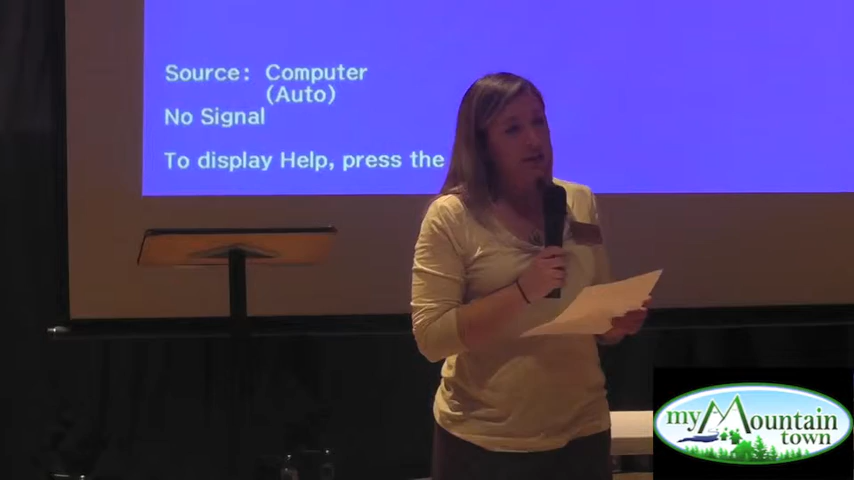 Source: Computer
(Auto)
No Signal
To display Help, press the
my Mountain
town